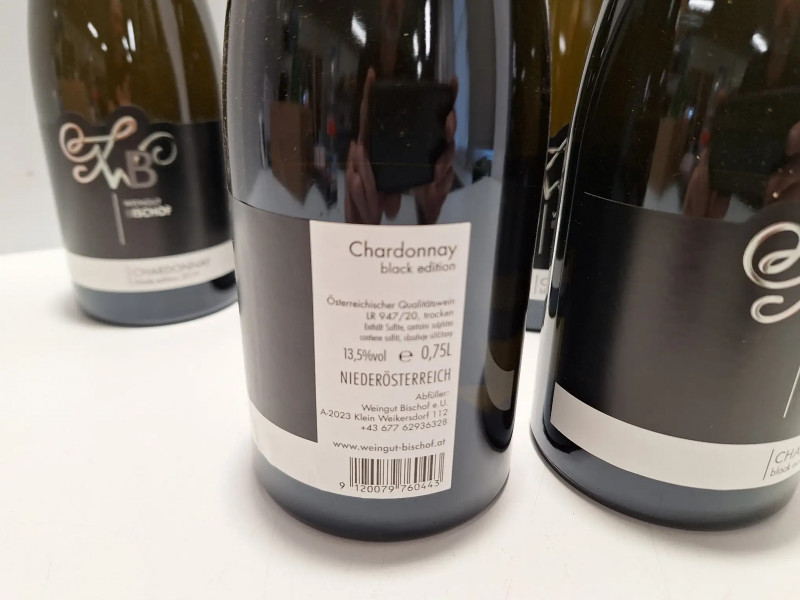 WB
WEINGUT
BISCHOF
CHARDONNAY
Chardonnay
black edition
Österreichischer Qualitätswein
LR 947/20, trocken
Enthält Sulfite, contains sulphites
13,5%vol e 0,75L
NIEDERÖSTERREICH
Abfüller:
Weingut Bischof e.U.
A-2023 Klein Weikersdorf 112
+43 677 62936328
www.weingut-bischof.at
9 120079 760443
CHA
black